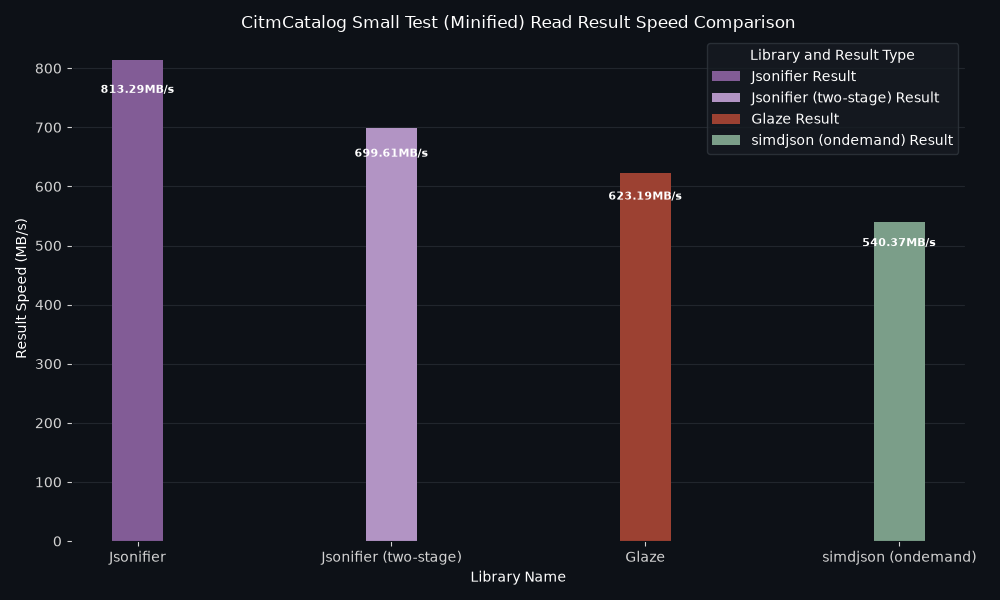 CitmCatalog Small Test (Minified) Read Result Speed Comparison
Library and Result Type
Jsonifier Result
Jsonifier (two-stage) Result
Glaze Result
simdjson (ondemand) Result
813.29MB/s
699.61MB/s
623.19MB/s
540.37MB/s
Result Speed (MB/s)
800
700
600
500
400
300
200
100
0
Jsonifier
Jsonifier (two-stage)
Glaze
simdjson (ondemand)
Library Name